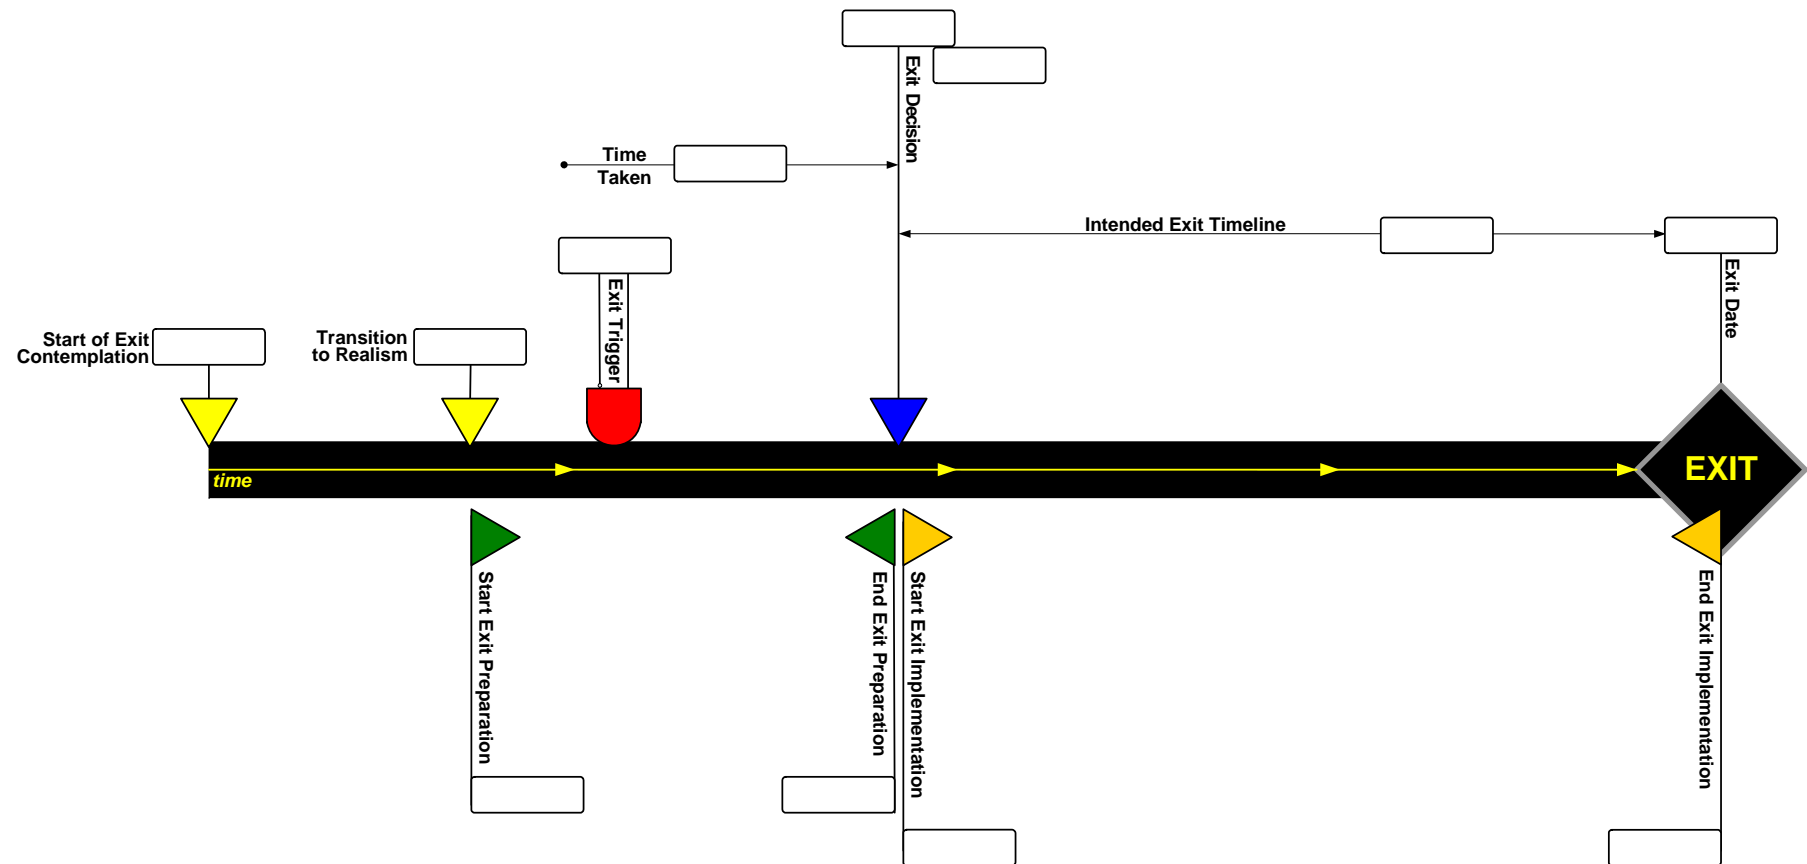 Exit Decision
Time
Taken
Intended Exit Timeline
Exit Date
Exit Trigger
Start of Exit
Contemplation
Transition
to Realism
time
EXIT
Start Exit Preparation
End Exit Preparation
Start Exit Implementation
End Exit Implementation